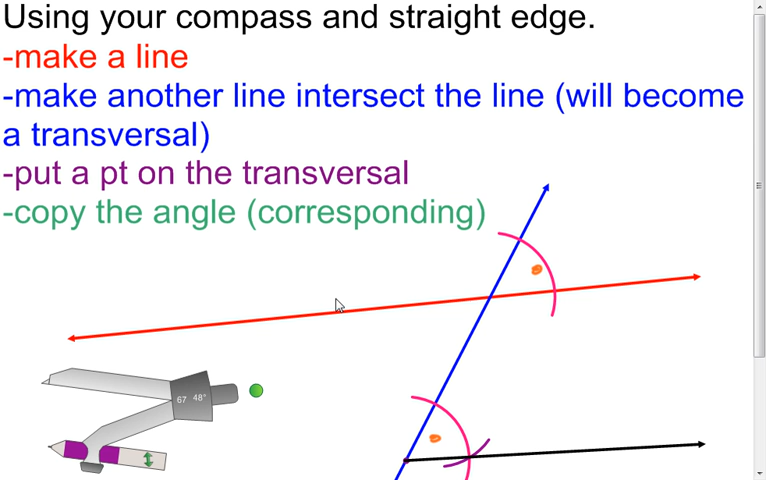 Using your compass and straight edge.
-make a line
-make another line intersect the line (will become
a transversal)
-put a pt on the transversal
-copy the angle (corresponding)
67 48°